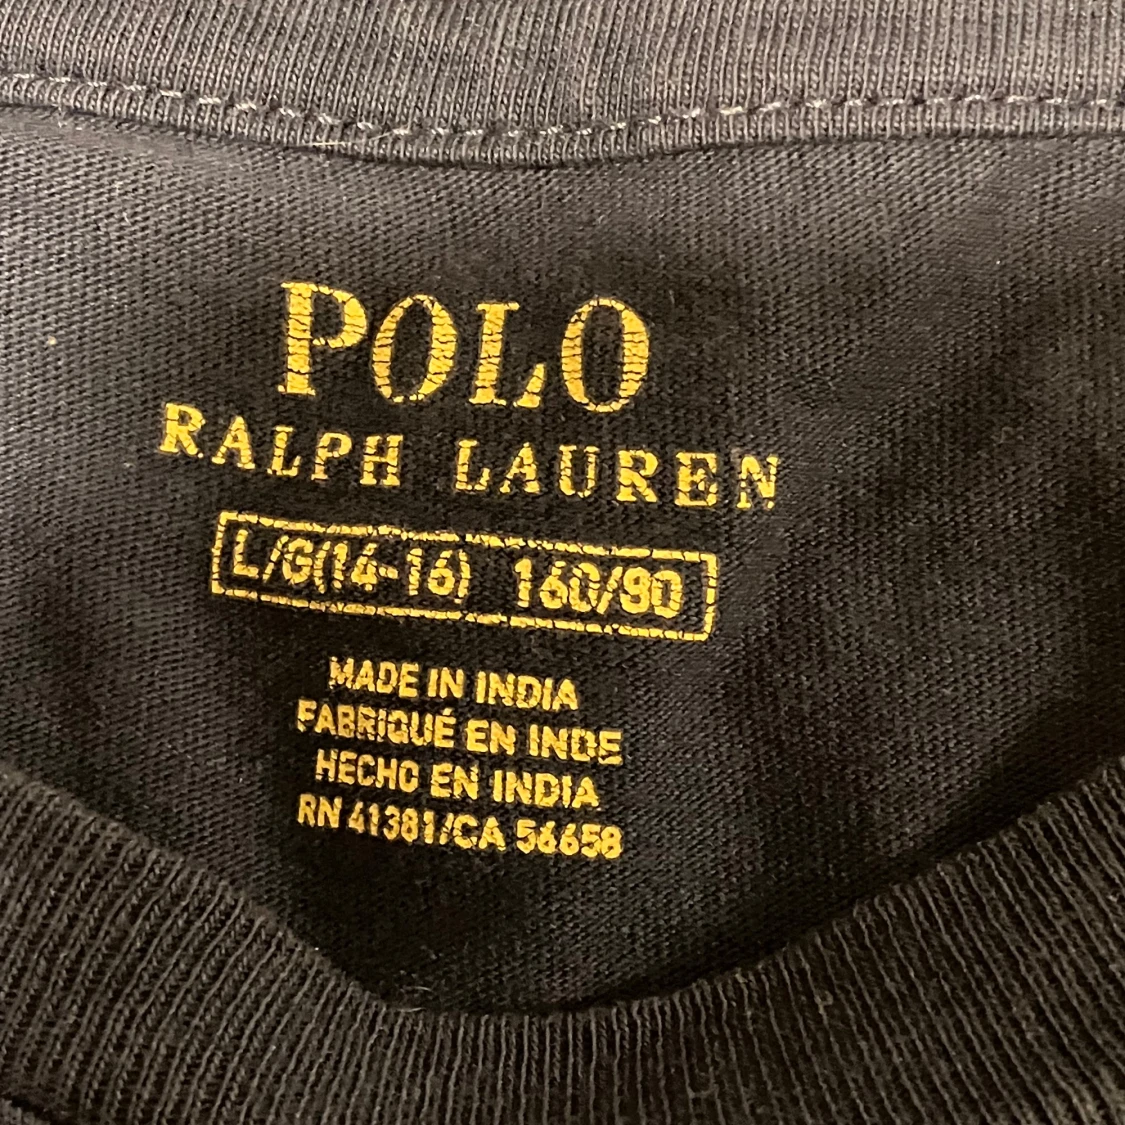 POLO
RALPH LAUREN
L/G(14-16) 160/80
MADE IN INDIA
FABRIQUÉ EN INDE
HECHO EN INDIA
RN 41381/CA 56658